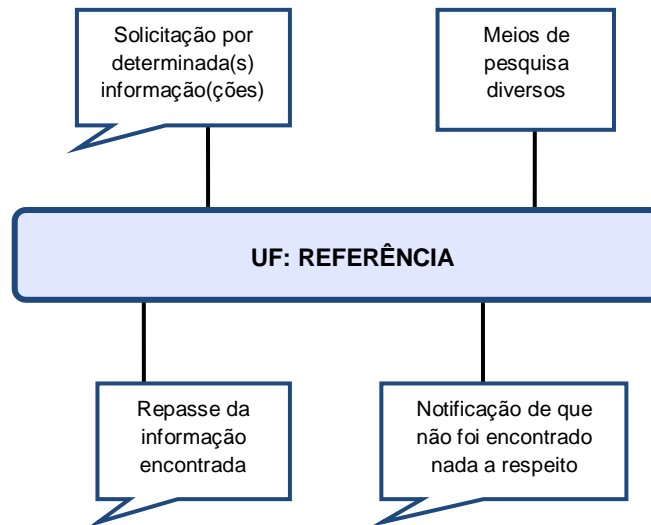 Solicitação por
determinada(s)
informação(ções)
Meios de
pesquisa
diversos
UF: REFERÊNCIA
Repasse da
informação
encontrada
Notificação de que
não foi encontrado
nada a respeito